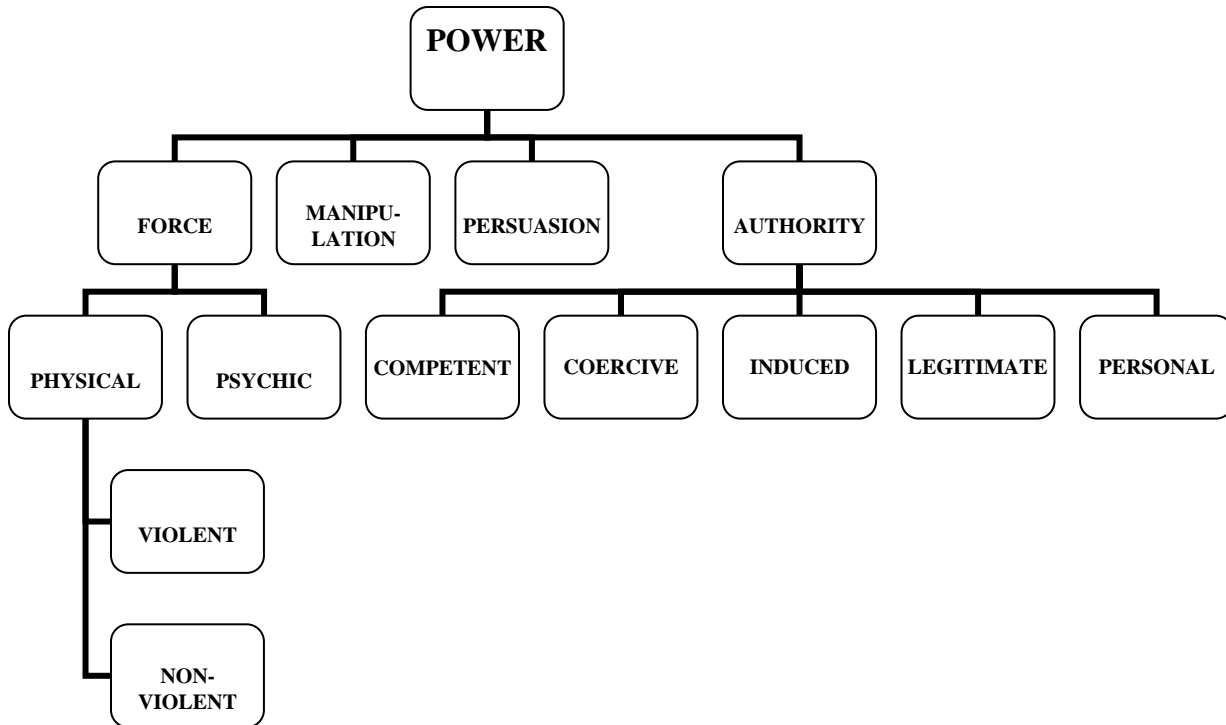 POWER
FORCE
MANIPU-
LATION
PERSUASION
AUTHORITY
PHYSICAL
PSYCHIC
COMPETENT
COERCIVE
INDUCED
LEGITIMATE
PERSONAL
VIOLENT
NON-
VIOLENT